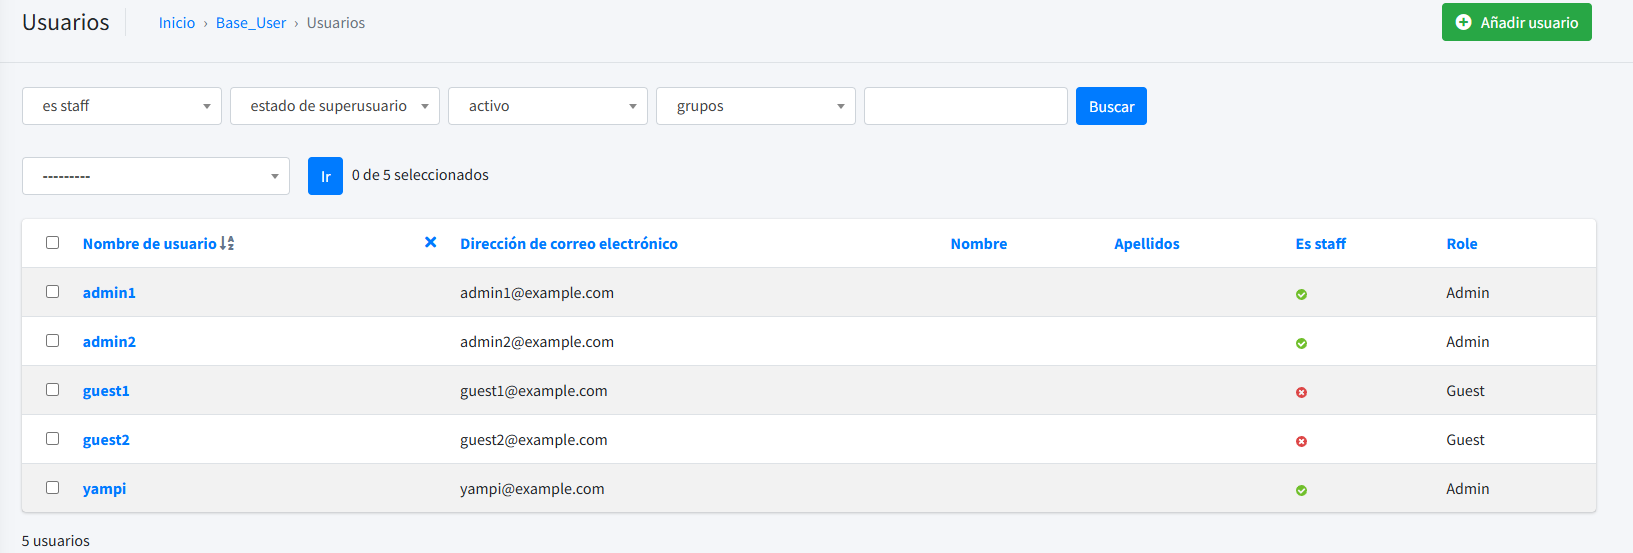 Usuarios Inicio › Base_User › Usuarios Añadir usuario
es staff estado de superusuario activo grupos Buscar
--------- Ir 0 de 5 seleccionados
Nombre de usuario Dirección de correo electrónico Nombre Apellidos Es staff Role
admin1 admin1@example.com Admin
admin2 admin2@example.com Admin
guest1 guest1@example.com Guest
guest2 guest2@example.com Guest
yampi yampi@example.com Admin
5 usuarios